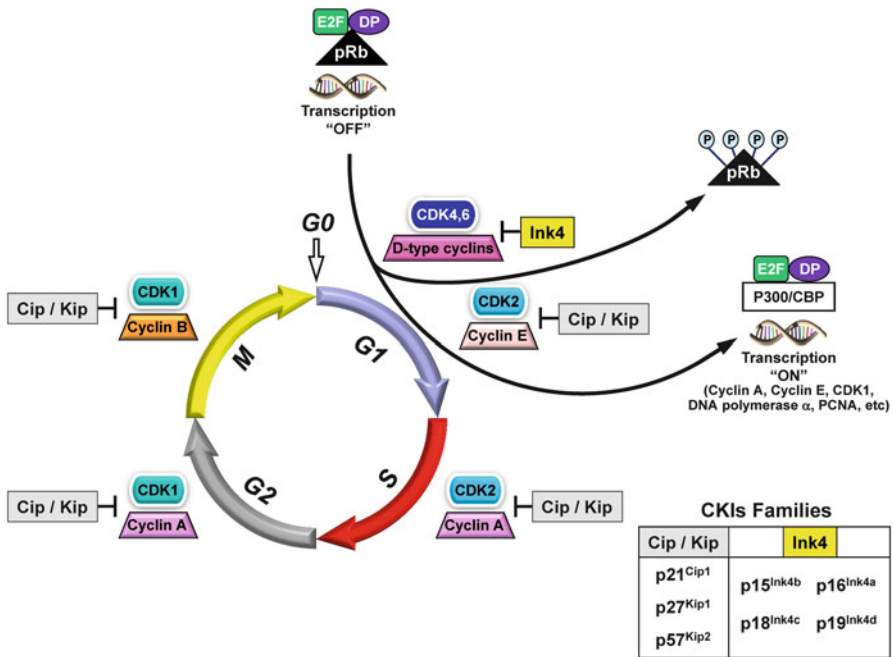 E2F DP
pRb
Transcription
“OFF”
P P P P
pRb
CDK4,6
D-type cyclins
Ink4
G0
E2F DP
P300/CBP
CDK2
Cyclin E
Cip / Kip
CDK1
Cyclin B
Cip / Kip
M
G1
Transcription
“ON”
(Cyclin A, Cyclin E, CDK1,
DNA polymerase α, PCNA, etc)
G2
S
Cip / Kip
CDK1
Cyclin A
CDK2
Cyclin A
Cip / Kip
CKIs Families
Cip / Kip Ink4
p21Cip1
p27Kip1
p57Kip2
p15Ink4b p16Ink4a
p18Ink4c p19Ink4d